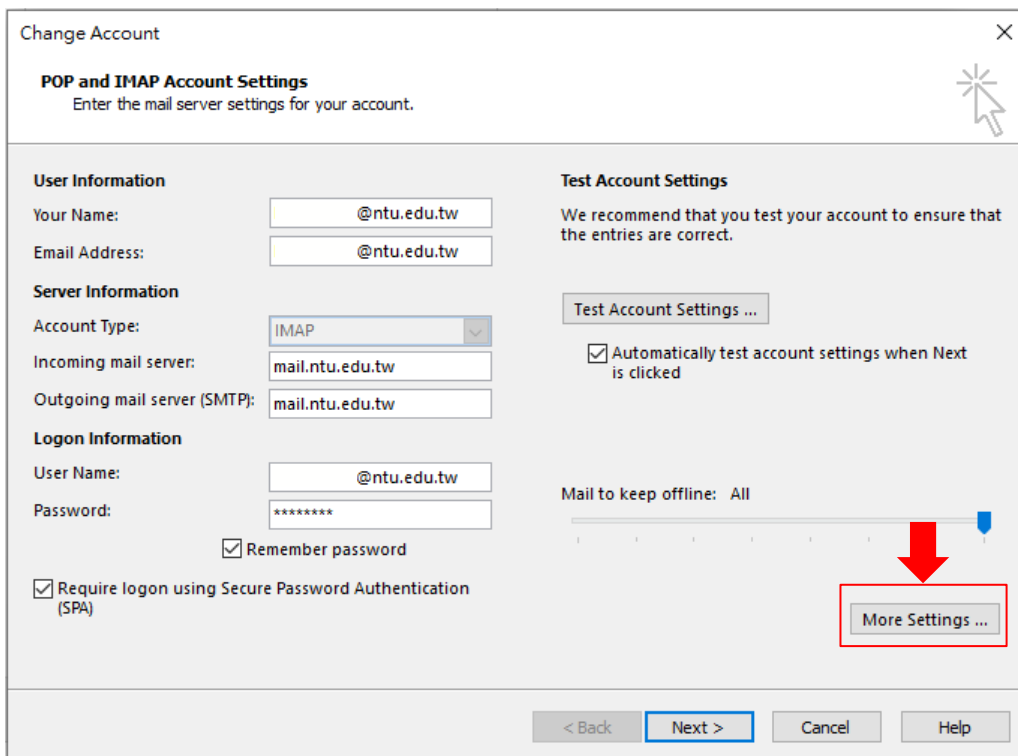 Change Account
POP and IMAP Account Settings
Enter the mail server settings for your account.
User Information
Your Name:
@ntu.edu.tw
Email Address:
@ntu.edu.tw
Server Information
Account Type:
IMAP
Incoming mail server:
mail.ntu.edu.tw
Outgoing mail server (SMTP):
mail.ntu.edu.tw
Logon Information
User Name:
@ntu.edu.tw
Password:
********
Remember password
Require logon using Secure Password Authentication
(SPA)
Test Account Settings
We recommend that you test your account to ensure that
the entries are correct.
Test Account Settings ...
Automatically test account settings when Next
is clicked
Mail to keep offline: All
More Settings ...
< Back
Next >
Cancel
Help